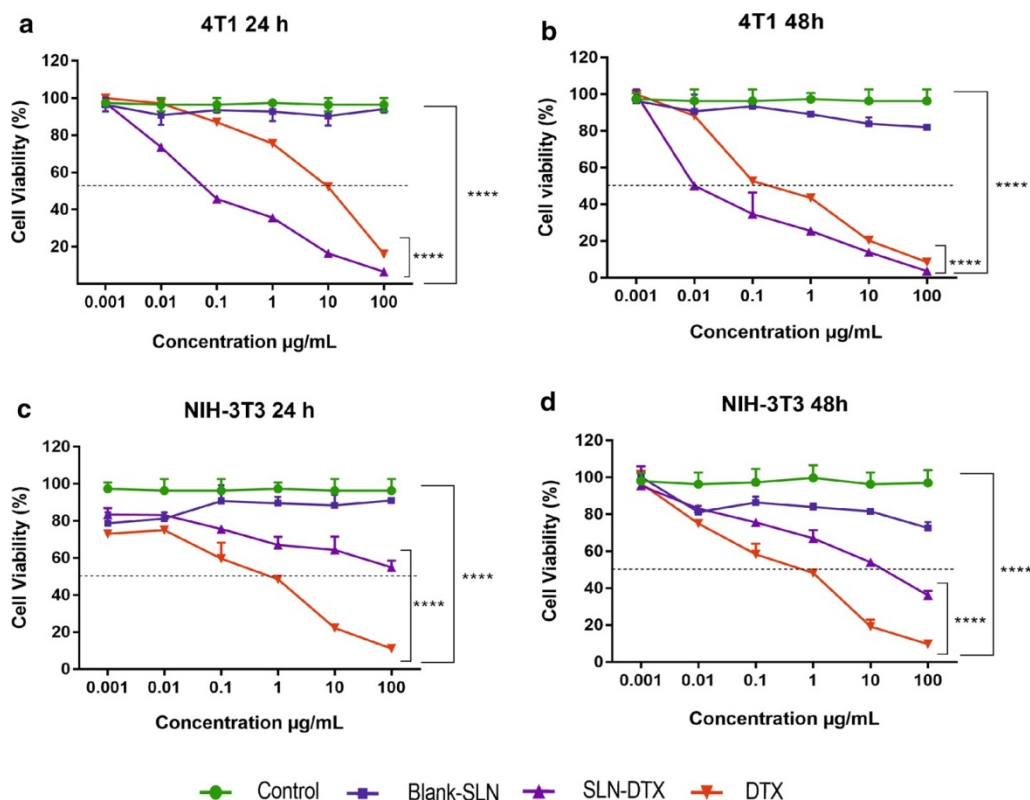 a
4T1 24 h
Cell Viability (%)
120
100
80
60
40
20
0.001 0.01 0.1 1 10 100
Concentration µg/mL
****
****
b
4T1 48h
Cell viability (%)
120
100
80
60
40
20
0
0.001 0.01 0.1 1 10 100
Concentration µg/mL
****
****
c
NIH-3T3 24 h
Cell Viability (%)
120
100
80
60
40
20
0
0.001 0.01 0.1 1 10 100
Concentration µg/mL
****
****
d
NIH-3T3 48h
Cell Viability (%)
120
100
80
60
40
20
0
0.001 0.01 0.1 1 10 100
Concentration µg/mL
****
****
Control Blank-SLN SLN-DTX DTX